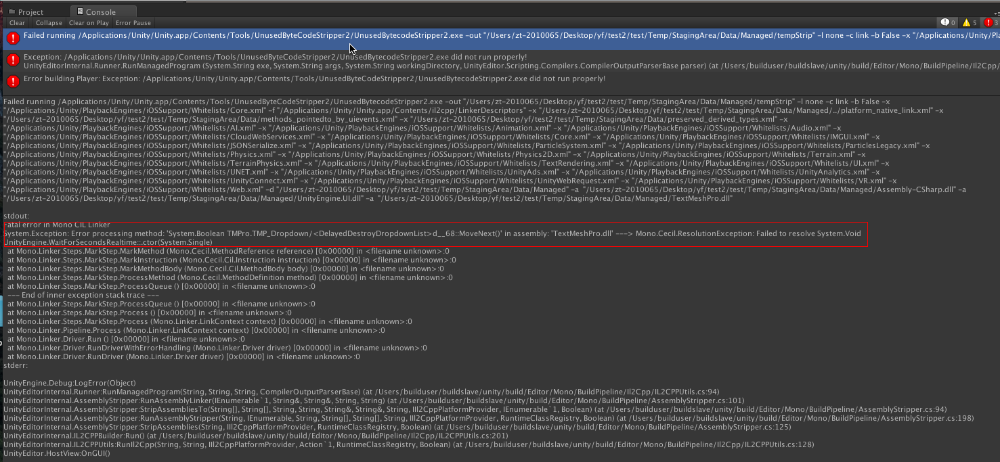 Project
Console
Clear
Collapse
Clear on Play
Error Pause
0
5
3
Failed running /Applications/Unity/Unity.app/Contents/Tools/UnusedByteCodeStripper2/UnusedBytecodeStripper2.exe -out "/Users/zt-2010065/Desktop/yf/test2/test/Temp/StagingArea/Data/Managed/tempStrip" -l none -c link -b False -x "/Applications/Unity/Pla
Exception: /Applications/Unity/Unity.app/Contents/Tools/UnusedByteCodeStripper2/UnusedBytecodeStripper2.exe did not run properly!
UnityEditorInternal.Runner.RunManagedProgram (System.String exe, System.String args, System.String workingDirectory, UnityEditor.Scripting.Compilers.CompilerOutputParserBase parser) (at /Users/builduser/buildslave/unity/build/Editor/Mono/BuildPipeline/Il2Cpp/
Error building Player: Exception: /Applications/Unity/Unity.app/Contents/Tools/UnusedByteCodeStripper2/UnusedBytecodeStripper2.exe did not run properly!
Failed running /Applications/Unity/Unity.app/Contents/Tools/UnusedByteCodeStripper2/UnusedBytecodeStripper2.exe -out "/Users/zt-2010065/Desktop/yf/test2/test/Temp/StagingArea/Data/Managed/tempStrip" -l none -c link -b False -x
"/Applications/Unity/PlaybackEngines/iOSSupport/Whitelists/Core.xml" -f "/Applications/Unity/Unity.app/Contents/il2cpp/LinkerDescriptors" -x "/Users/zt-2010065/Desktop/yf/test2/test/Temp/StagingArea/Data/Managed/../platform_native_link.xml" -x
"/Users/zt-2010065/Desktop/yf/test2/test/Temp/StagingArea/Data/methods_pointedto_by_uievents.xml" -x "/Users/zt-2010065/Desktop/yf/test2/test/Temp/StagingArea/Data/preserved_derived_types.xml" -x
"/Applications/Unity/PlaybackEngines/iOSSupport/Whitelists/AI.xml" -x "/Applications/Unity/PlaybackEngines/iOSSupport/Whitelists/Animation.xml" -x "/Applications/Unity/PlaybackEngines/iOSSupport/Whitelists/Audio.xml" -x
"/Applications/Unity/PlaybackEngines/iOSSupport/Whitelists/CloudWebServices.xml" -x "/Applications/Unity/PlaybackEngines/iOSSupport/Whitelists/Core.xml" -x "/Applications/Unity/PlaybackEngines/iOSSupport/Whitelists/IMGUI.xml" -x
"/Applications/Unity/PlaybackEngines/iOSSupport/Whitelists/JSONSerialize.xml" -x "/Applications/Unity/PlaybackEngines/iOSSupport/Whitelists/ParticleSystem.xml" -x "/Applications/Unity/PlaybackEngines/iOSSupport/Whitelists/ParticlesLegacy.xml" -x
"/Applications/Unity/PlaybackEngines/iOSSupport/Whitelists/Physics.xml" -x "/Applications/Unity/PlaybackEngines/iOSSupport/Whitelists/Physics2D.xml" -x "/Applications/Unity/PlaybackEngines/iOSSupport/Whitelists/Terrain.xml" -x
"/Applications/Unity/PlaybackEngines/iOSSupport/Whitelists/TerrainPhysics.xml" -x "/Applications/Unity/PlaybackEngines/iOSSupport/Whitelists/TextRendering.xml" -x "/Applications/Unity/PlaybackEngines/iOSSupport/Whitelists/UI.xml" -x
"/Applications/Unity/PlaybackEngines/iOSSupport/Whitelists/UNET.xml" -x "/Applications/Unity/PlaybackEngines/iOSSupport/Whitelists/UnityAds.xml" -x "/Applications/Unity/PlaybackEngines/iOSSupport/Whitelists/UnityAnalytics.xml" -x
"/Applications/Unity/PlaybackEngines/iOSSupport/Whitelists/UnityConnect.xml" -x "/Applications/Unity/PlaybackEngines/iOSSupport/Whitelists/UnityWebRequest.xml" -x "/Applications/Unity/PlaybackEngines/iOSSupport/Whitelists/VR.xml" -x
"/Applications/Unity/PlaybackEngines/iOSSupport/Whitelists/Web.xml" -d "/Users/zt-2010065/Desktop/yf/test2/test/Temp/StagingArea/Data/Managed" -a "/Users/zt-2010065/Desktop/yf/test2/test/Temp/StagingArea/Data/Managed/Assembly-CSharp.dll" -a
"/Users/zt-2010065/Desktop/yf/test2/test/Temp/StagingArea/Data/Managed/UnityEngine.UI.dll" -a "/Users/zt-2010065/Desktop/yf/test2/test/Temp/StagingArea/Data/Managed/TextMeshPro.dll"
stdout:
Fatal error in Mono CIL Linker
System.Exception: Error processing method: 'System.Boolean TMPro.TMP_Dropdown/<DelayedDestroyDropdownList>d__68::MoveNext()' in assembly: 'TextMeshPro.dll' ---> Mono.Cecil.ResolutionException: Failed to resolve System.Void
UnityEngine.WaitForSecondsRealtime::.ctor(System.Single)
at Mono.Linker.Steps.MarkStep.MarkMethod (Mono.Cecil.MethodReference reference) [0x00000] in <filename unknown>:0
at Mono.Linker.Steps.MarkStep.MarkInstruction (Mono.Cecil.Cil.Instruction instruction) [0x00000] in <filename unknown>:0
at Mono.Linker.Steps.MarkStep.MarkMethodBody (Mono.Cecil.Cil.MethodBody body) [0x00000] in <filename unknown>:0
at Mono.Linker.Steps.MarkStep.ProcessMethod (Mono.Cecil.MethodDefinition method) [0x00000] in <filename unknown>:0
at Mono.Linker.Steps.MarkStep.ProcessQueue () [0x00000] in <filename unknown>:0
--- End of inner exception stack trace ---
at Mono.Linker.Steps.MarkStep.ProcessQueue () [0x00000] in <filename unknown>:0
at Mono.Linker.Steps.MarkStep.Process () [0x00000] in <filename unknown>:0
at Mono.Linker.Steps.MarkStep.Process (Mono.Linker.LinkContext context) [0x00000] in <filename unknown>:0
at Mono.Linker.Pipeline.Process (Mono.Linker.LinkContext context) [0x00000] in <filename unknown>:0
at Mono.Linker.Driver.Run () [0x00000] in <filename unknown>:0
at Mono.Linker.Driver.RunDriverWithErrorHandling (Mono.Linker.Driver driver) [0x00000] in <filename unknown>:0
at Mono.Linker.Driver.RunDriver (Mono.Linker.Driver driver) [0x00000] in <filename unknown>:0
stderr:
UnityEngine.Debug:LogError(Object)
UnityEditorInternal.Runner:RunManagedProgram(String, String, String, CompilerOutputParserBase) (at /Users/builduser/buildslave/unity/build/Editor/Mono/BuildPipeline/Il2Cpp/IL2CPPUtils.cs:94)
UnityEditorInternal.AssemblyStripper:RunAssemblyLinker(IEnumerable`1, String&, String&, String, String) (at /Users/builduser/buildslave/unity/build/Editor/Mono/BuildPipeline/AssemblyStripper.cs:101)
UnityEditorInternal.AssemblyStripper:StripAssembliesTo(String[], String[], String, String, String&, String&, String, IIl2CppPlatformProvider, IEnumerable`1, Boolean) (at /Users/builduser/buildslave/unity/build/Editor/Mono/BuildPipeline/AssemblyStripper.cs:94)
UnityEditorInternal.AssemblyStripper:RunAssemblyStripper(String, IEnumerable, String, String[], String[], String, IIl2CppPlatformProvider, RuntimeClassRegistry, Boolean) (at /Users/builduser/buildslave/unity/build/Editor/Mono/BuildPipeline/AssemblyStripper.cs:198)
UnityEditorInternal.AssemblyStripper:StripAssemblies(String, IIl2CppPlatformProvider, RuntimeClassRegistry, Boolean) (at /Users/builduser/buildslave/unity/build/Editor/Mono/BuildPipeline/AssemblyStripper.cs:125)
UnityEditorInternal.IL2CPPBuilder:Run() (at /Users/builduser/buildslave/unity/build/Editor/Mono/BuildPipeline/Il2Cpp/IL2CPPUtils.cs:201)
UnityEditorInternal.IL2CPPUtils:RunIl2Cpp(String, String, IIl2CppPlatformProvider, Action`1, RuntimeClassRegistry, Boolean) (at /Users/builduser/buildslave/unity/build/Editor/Mono/BuildPipeline/Il2Cpp/IL2CPPUtils.cs:128)
UnityEditor.HostView:OnGUI()